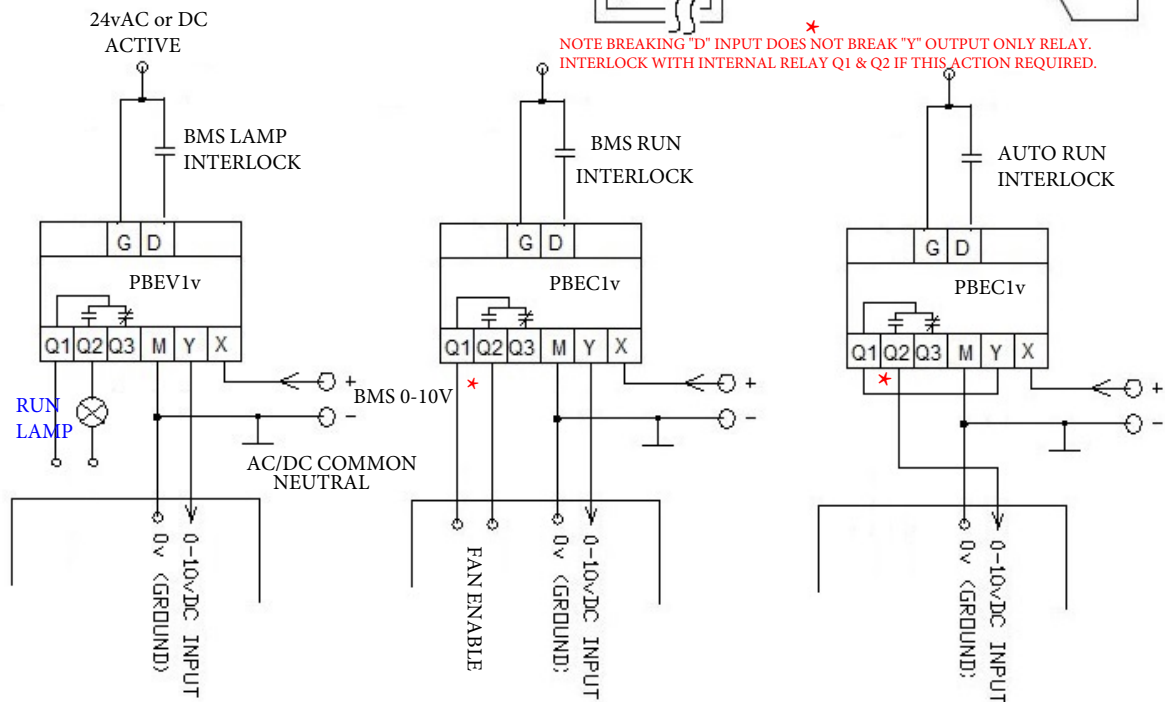 24vAC or DC
ACTIVE
*
NOTE BREAKING "D" INPUT DOES NOT BREAK "Y" OUTPUT ONLY RELAY.
INTERLOCK WITH INTERNAL RELAY Q1 & Q2 IF THIS ACTION REQUIRED.
BMS LAMP
INTERLOCK
G D
PBEV1v
Q1 Q2 Q3 M Y X
RUN
LAMP
+
BMS 0-10V
-
AC/DC COMMON
NEUTRAL
0v (GROUND)
0-10vDC INPUT
BMS RUN
INTERLOCK
G D
PBEC1v
Q1 Q2 Q3 M Y X
*
+
-
FAN ENABLE
0v (GROUND)
0-10vDC INPUT
AUTO RUN
INTERLOCK
G D
PBEC1v
Q1 Q2 Q3 M Y X
*
+
-
0v (GROUND)
0-10vDC INPUT